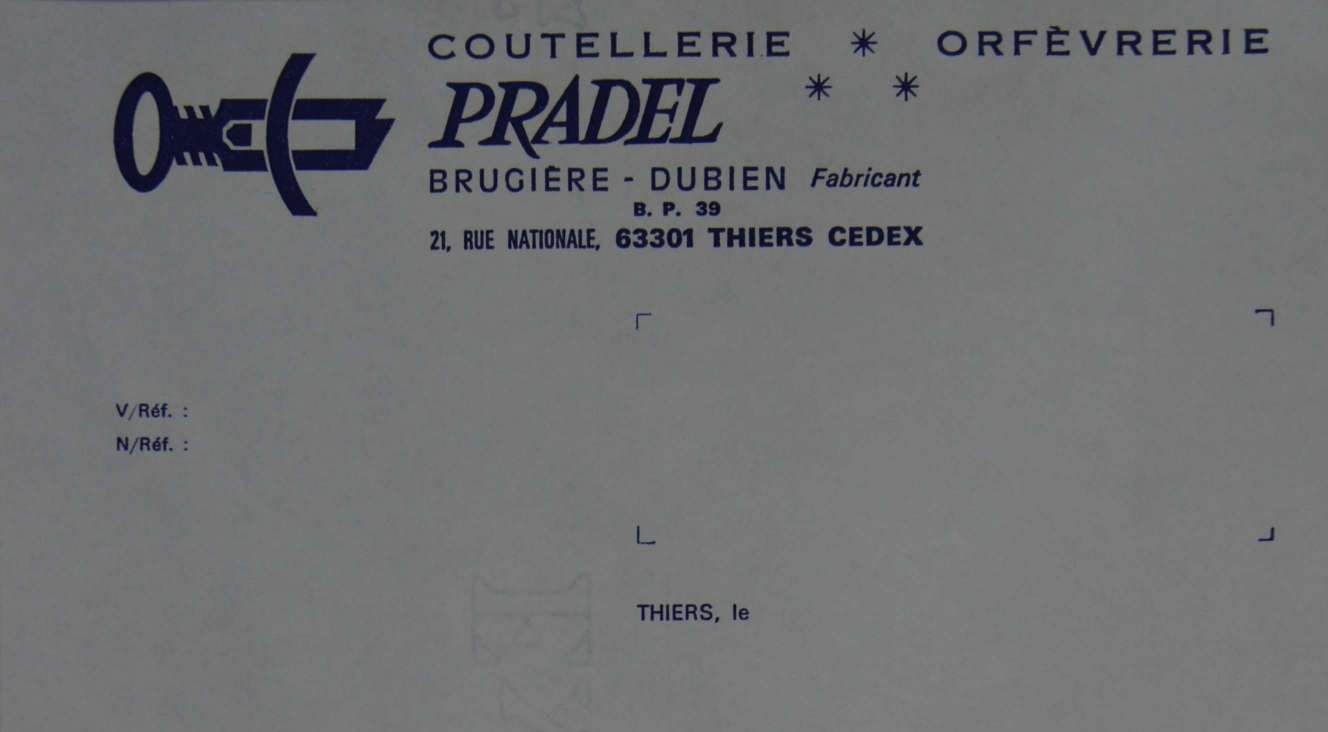 COUTELLERIE * ORFÈVRERIE
PRADEL * *
BRUGIÈRE - DUBIEN Fabricant
B. P. 39
21, RUE NATIONALE, 63301 THIERS CEDEX
V/Réf. :
N/Réf. :
THIERS, le